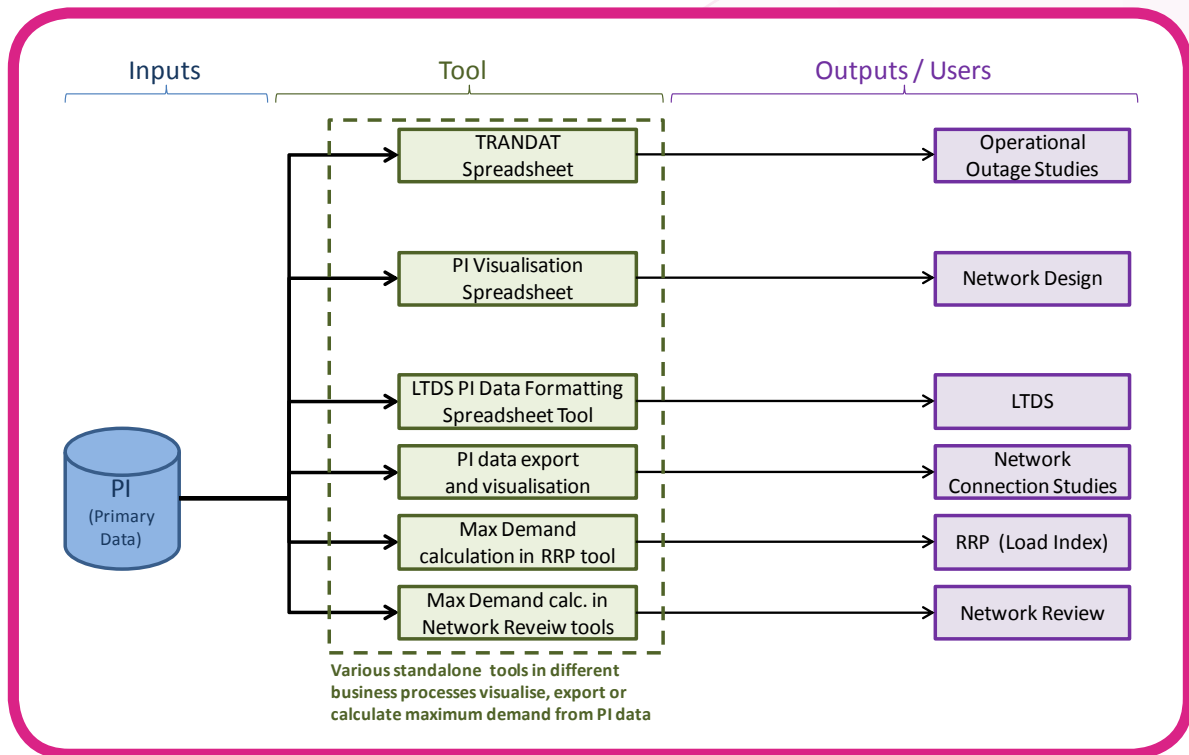 Inputs
Tool
Outputs / Users
TRANDAT
Spreadsheet
Operational
Outage Studies
PI Visualisation
Spreadsheet
Network Design
LTDS PI Data Formatting
Spreadsheet Tool
LTDS
PI data export
and visualisation
Network
Connection Studies
PI
(Primary
Data)
Max Demand
calculation in RRP tool
RRP (Load Index)
Max Demand calc. in
Network Reveiw tools
Network Review
Various standalone tools in different
business processes visualise, export or
calculate maximum demand from PI data